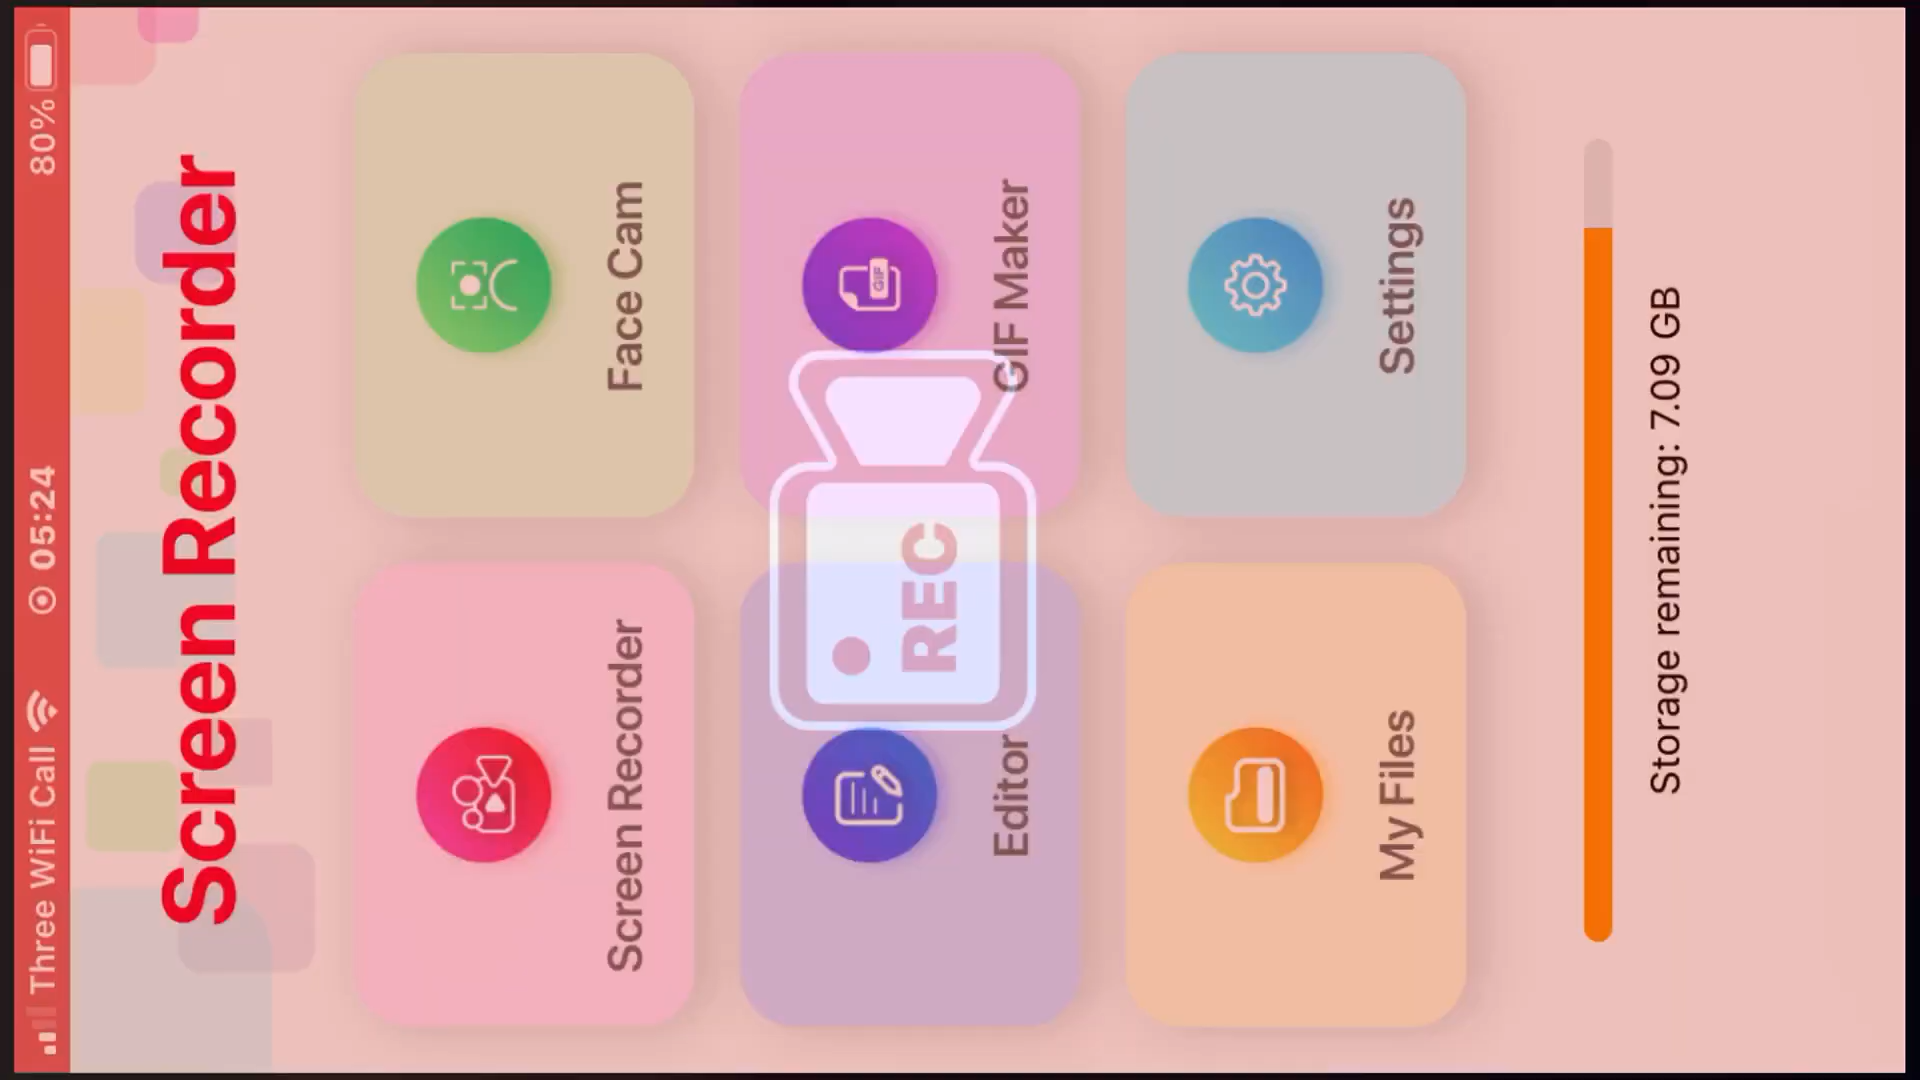 Three WiFi Call 05:24 80%
Screen Recorder
Screen Recorder Face Cam
GIF
REC
Editor GIF Maker
My Files Settings
Storage remaining: 7.09 GB